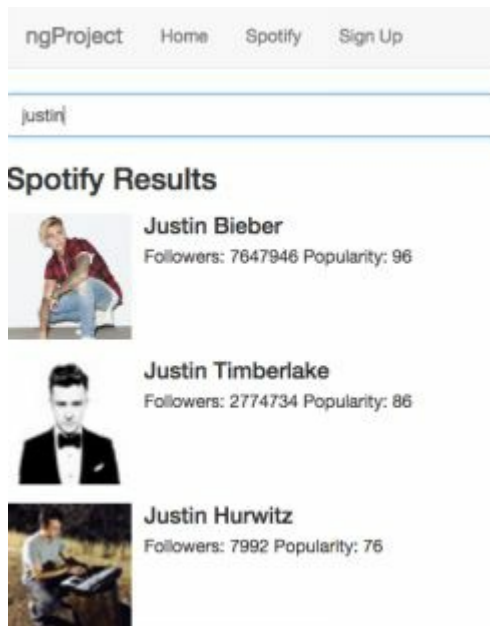 ngProject Home Spotify Sign Up
justin
Spotify Results
Justin Bieber
Followers: 7647946 Popularity: 96
Justin Timberlake
Followers: 2774734 Popularity: 86
Justin Hurwitz
Followers: 7992 Popularity: 76